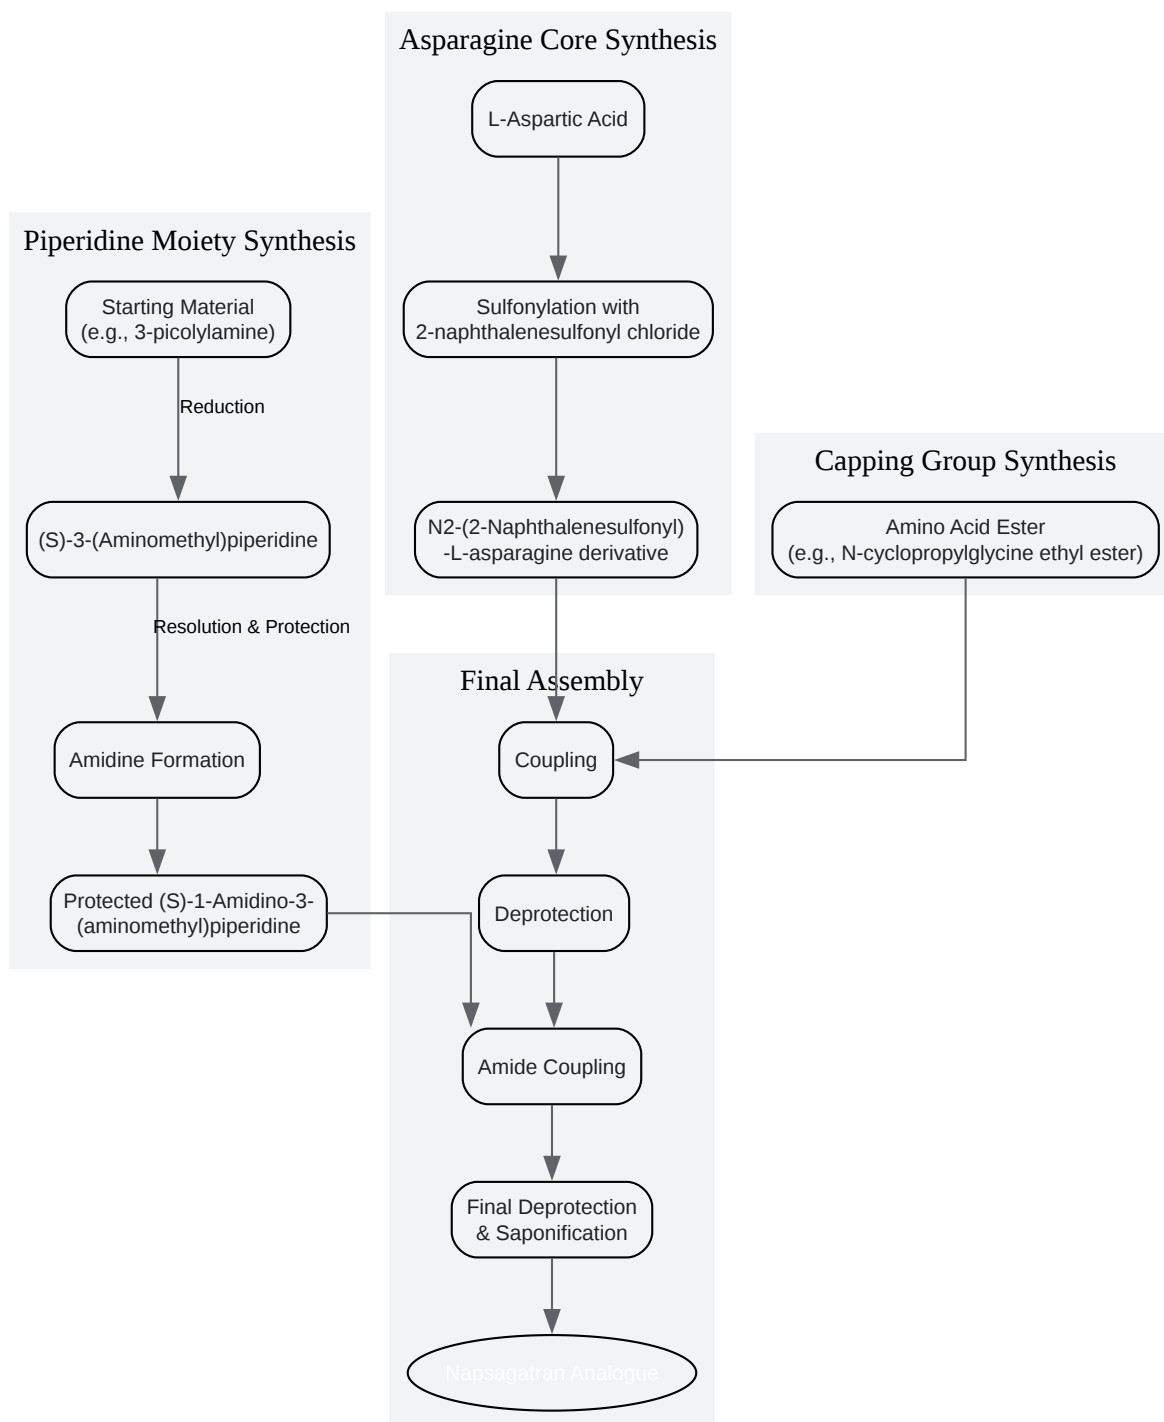 Asparagine Core Synthesis
L-Aspartic Acid
Sulfonylation with
2-naphthalenesulfonyl chloride
N2-(2-Naphthalenesulfonyl)
-L-asparagine derivative
Piperidine Moiety Synthesis
Starting Material
(e.g., 3-picolylamine)
Reduction
(S)-3-(Aminomethyl)piperidine
Resolution & Protection
Amidine Formation
Protected (S)-1-Amidino-3-
(aminomethyl)piperidine
Capping Group Synthesis
Amino Acid Ester
(e.g., N-cyclopropylglycine ethyl ester)
Final Assembly
Coupling
Deprotection
Amide Coupling
Final Deprotection
& Saponification
Napsagatran Analogue